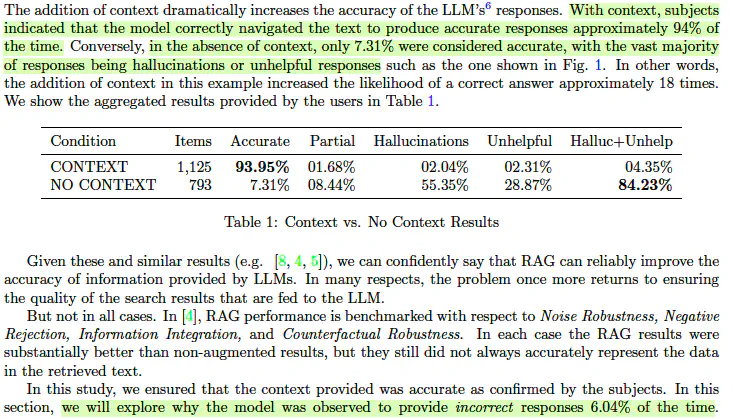 The addition of context dramatically increases the accuracy of the LLM's6 responses. With context, subjects
indicated that the model correctly navigated the text to produce accurate responses approximately 94% of
the time. Conversely, in the absence of context, only 7.31% were considered accurate, with the vast majority
of responses being hallucinations or unhelpful responses such as the one shown in Fig. 1. In other words,
the addition of context in this example increased the likelihood of a correct answer approximately 18 times.
We show the aggregated results provided by the users in Table 1.
Condition Items Accurate Partial Hallucinations Unhelpful Halluc+Unhelp
CONTEXT 1,125 93.95% 01.68% 02.04% 02.31% 04.35%
NO CONTEXT 793 7.31% 08.44% 55.35% 28.87% 84.23%
Table 1: Context vs. No Context Results
Given these and similar results (e.g. [8, 4, 5]), we can confidently say that RAG can reliably improve the
accuracy of information provided by LLMs. In many respects, the problem once more returns to ensuring
the quality of the search results that are fed to the LLM.
But not in all cases. In [4], RAG performance is benchmarked with respect to Noise Robustness, Negative
Rejection, Information Integration, and Counterfactual Robustness. In each case the RAG results were
substantially better than non-augmented results, but they still did not always accurately represent the data
in the retrieved text.
In this study, we ensured that the context provided was accurate as confirmed by the subjects. In this
section, we will explore why the model was observed to provide incorrect responses 6.04% of the time.